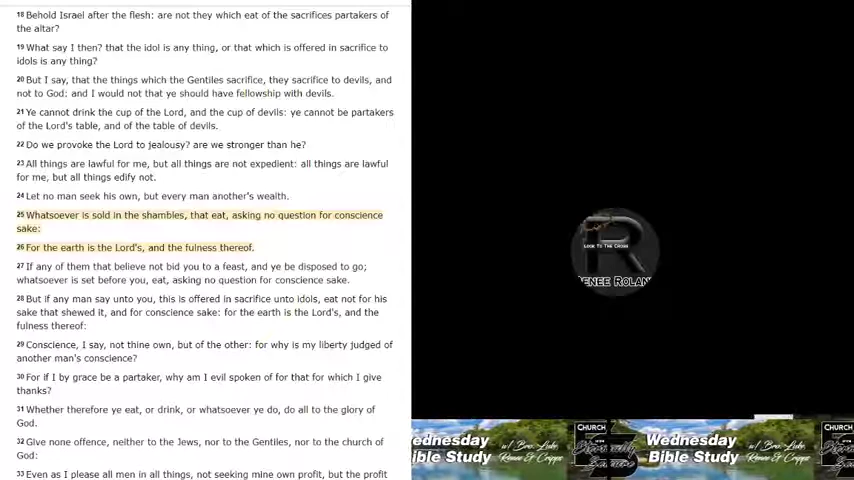 18 Behold Israel after the flesh: are not they which eat of the sacrifices partakers of
the altar?
19 What say I then? that the idol is any thing, or that which is offered in sacrifice to
idols is any thing?
20 But I say, that the things which the Gentiles sacrifice, they sacrifice to devils, and
not to God: and I would not that ye should have fellowship with devils.
21 Ye cannot drink the cup of the Lord, and the cup of devils: ye cannot be partakers
of the Lord's table, and of the table of devils.
22 Do we provoke the Lord to jealousy? are we stronger than he?
23 All things are lawful for me, but all things are not expedient: all things are lawful
for me, but all things edify not.
24 Let no man seek his own, but every man another's wealth.
25 Whatsoever is sold in the shambles, that eat, asking no question for conscience
sake:
26 For the earth is the Lord's, and the fulness thereof.
27 If any of them that believe not bid you to a feast, and ye be disposed to go;
whatsoever is set before you, eat, asking no question for conscience sake.
28 But if any man say unto you, this is offered in sacrifice unto idols, eat not for his
sake that shewed it, and for conscience sake: for the earth is the Lord's, and the
fulness thereof:
29 Conscience, I say, not thine own, but of the other: for why is my liberty judged of
another man's conscience?
30 For if I by grace be a partaker, why am I evil spoken of for that for which I give
thanks?
31 Whether therefore ye eat, or drink, or whatsoever ye do, do all to the glory of
God.
32 Give none offence, neither to the Jews, nor to the Gentiles, nor to the church of
God:
33 Even as I please all men in all things, not seeking mine own profit, but the profit
R
LOOK TO THE CROSS
RENEE ROLAN
ednesday
ible Study
w/ Bro. Luke,
Renee & Cripps
CHURCH
Eternally
Secure
Wednesday
Bible Study
w/ Bro. Luke,
Renee & Cripps
CHURCH